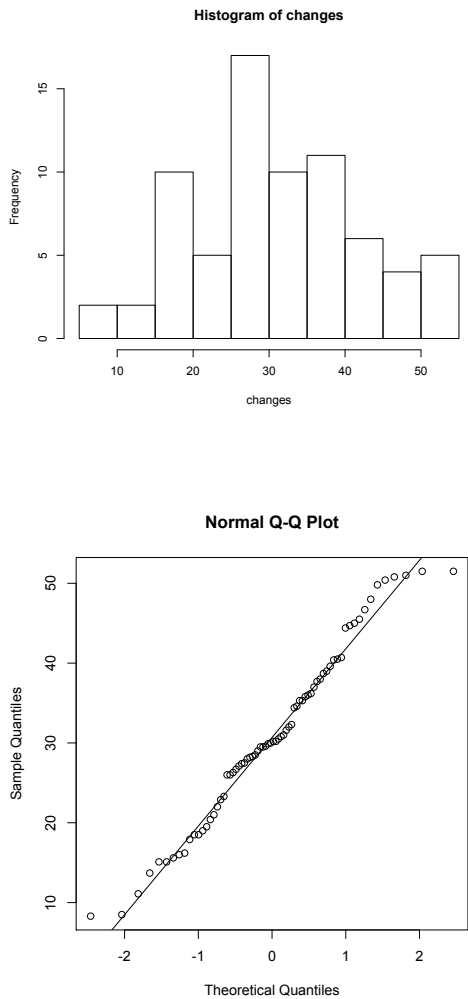 Histogram of changes
Frequency
15
10
5
0
10 20 30 40 50
changes
Normal Q-Q Plot
Sample Quantiles
50
40
30
20
10
-2 -1 0 1 2
Theoretical Quantiles